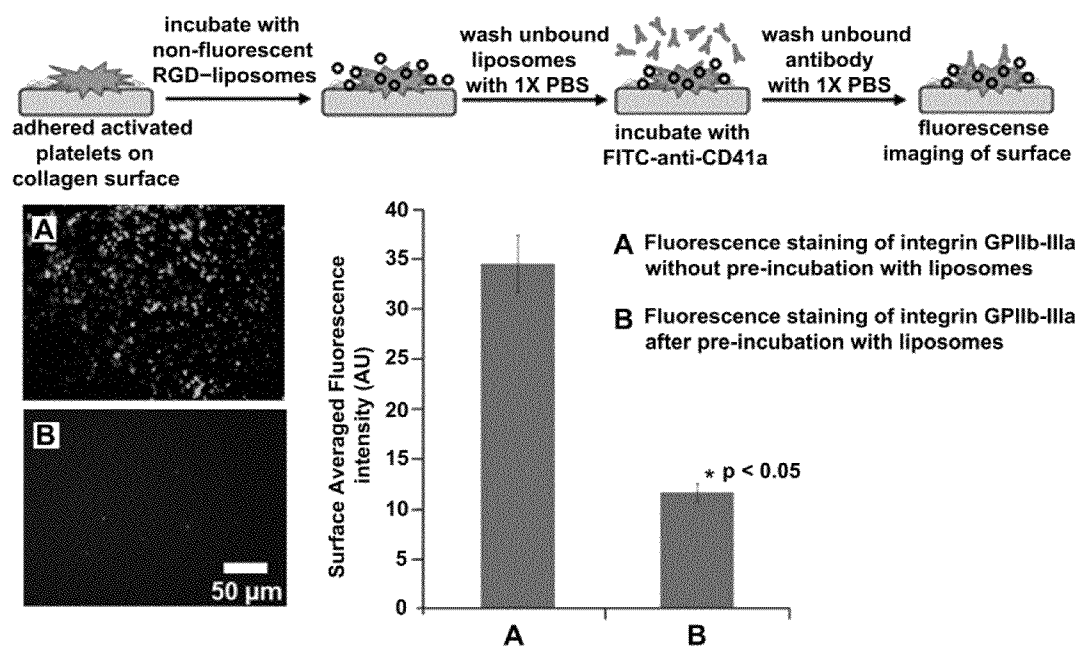 incubate with
non-fluorescent
RGD–liposomes
wash unbound
liposomes
with 1X PBS
wash unbound
antibody
with 1X PBS
adhered activated
platelets on
collagen surface
incubate with
FITC-anti-CD41a
fluorescense
imaging of surface
A
B
50 µm
Surface Averaged Fluorescence
intensity (AU)
40
35
30
25
20
15
10
5
0
* p < 0.05
A
B
A Fluorescence staining of integrin GPIIb-IIIa
without pre-incubation with liposomes
B Fluorescence staining of integrin GPIIb-IIIa
after pre-incubation with liposomes